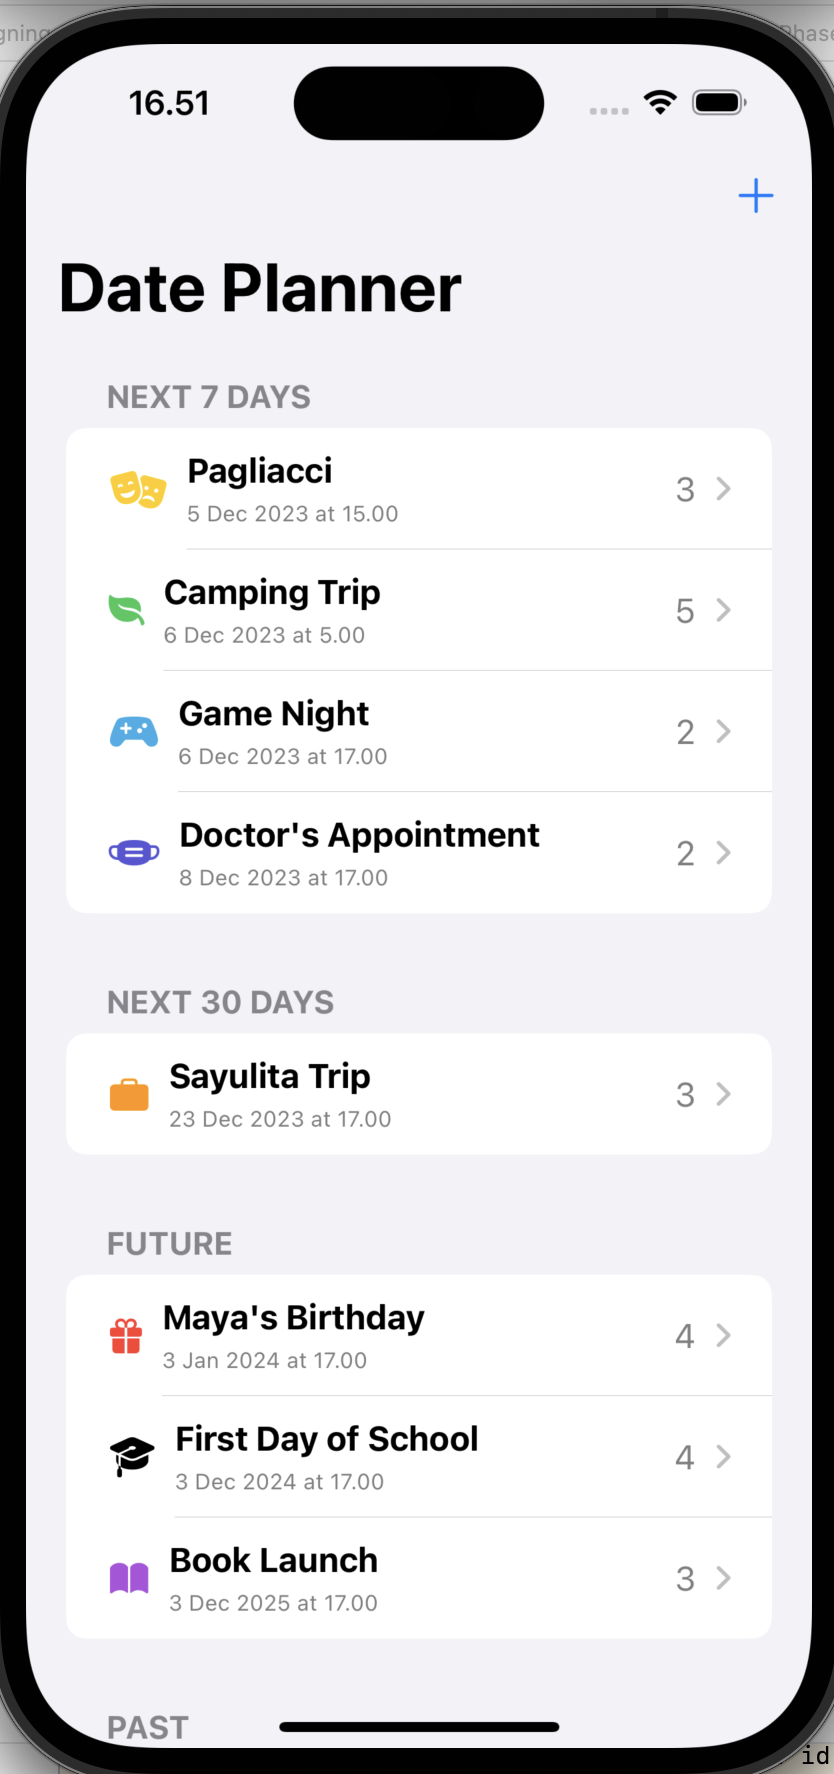 gning
Phase
16.51
Date Planner
NEXT 7 DAYS
Pagliacci
3
5 Dec 2023 at 15.00
Camping Trip
5
6 Dec 2023 at 5.00
Game Night
2
6 Dec 2023 at 17.00
Doctor's Appointment
2
8 Dec 2023 at 17.00
NEXT 30 DAYS
Sayulita Trip
3
23 Dec 2023 at 17.00
FUTURE
Maya's Birthday
4
3 Jan 2024 at 17.00
First Day of School
4
3 Dec 2024 at 17.00
Book Launch
3
3 Dec 2025 at 17.00
PAST
id